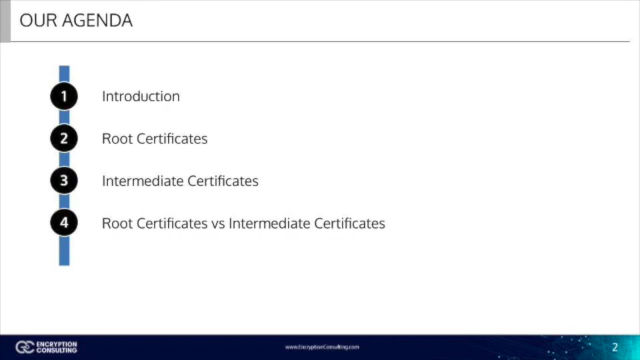 OUR AGENDA
1 Introduction
2 Root Certificates
3 Intermediate Certificates
4 Root Certificates vs Intermediate Certificates
ENCRYPTION
CONSULTING
www.EncryptionConsulting.com
2